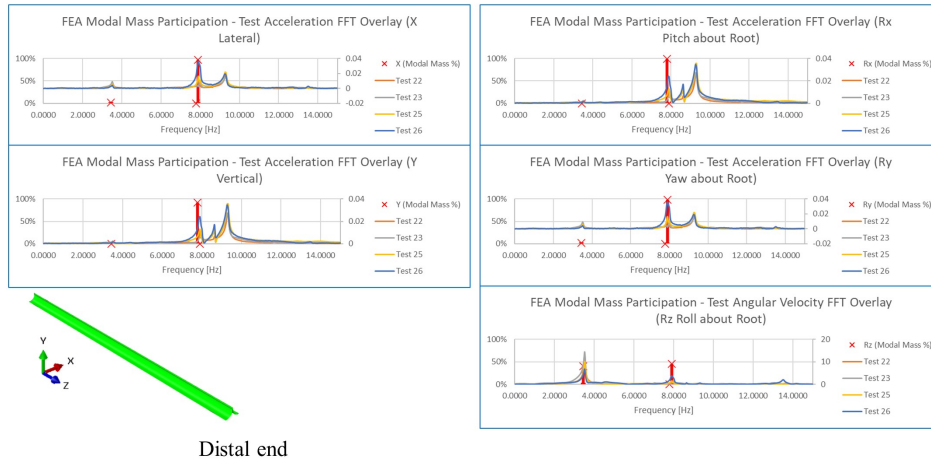 FEA Modal Mass Participation - Test Acceleration FFT Overlay (X
Lateral)
100%
50%
0%
0.04
0.02
0
-0.02
0.0000 2.0000 4.0000 6.0000 8.0000 10.0000 12.0000 14.0000
Frequency [Hz]
X (Modal Mass %)
Test 22
Test 23
Test 25
Test 26
FEA Modal Mass Participation - Test Acceleration FFT Overlay (Y
Vertical)
100%
50%
0%
0.04
0.02
0
0.0000 2.0000 4.0000 6.0000 8.0000 10.0000 12.0000 14.0000
Frequency [Hz]
Y (Modal Mass %)
Test 22
Test 23
Test 25
Test 26
Y
X
Z
Distal end
FEA Modal Mass Participation - Test Acceleration FFT Overlay (Rx
Pitch about Root)
100%
50%
0%
0.04
0.02
0
0.0000 2.0000 4.0000 6.0000 8.0000 10.0000 12.0000 14.0000
Frequency [Hz]
Rx (Modal Mass %)
Test 22
Test 23
Test 25
Test 26
FEA Modal Mass Participation - Test Acceleration FFT Overlay (Ry
Yaw about Root)
100%
50%
0%
0.04
0.02
0
-0.02
0.0000 2.0000 4.0000 6.0000 8.0000 10.0000 12.0000 14.0000
Frequency [Hz]
Ry (Modal Mass %)
Test 22
Test 23
Test 25
Test 26
FEA Modal Mass Participation - Test Angular Velocity FFT Overlay
(Rz Roll about Root)
100%
50%
0%
20
10
0
0.0000 2.0000 4.0000 6.0000 8.0000 10.0000 12.0000 14.0000
Frequency [Hz]
Rz (Modal Mass %)
Test 22
Test 23
Test 25
Test 26